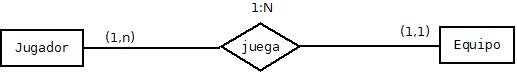 1:N
(1,n)
(1,1)
Jugador
juega
Equipo